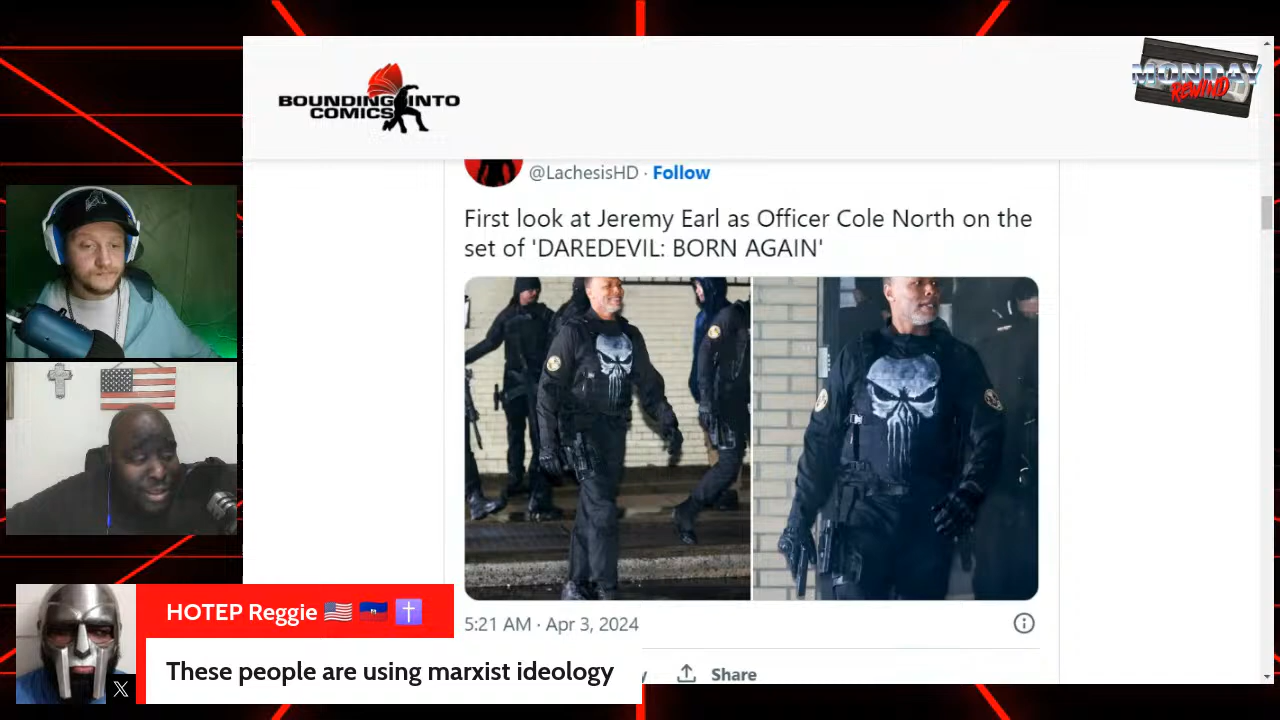 BOUNDING INTO
COMICS
MONDAY
REWIND
@LachesisHD · Follow
First look at Jeremy Earl as Officer Cole North on the
set of 'DAREDEVIL: BORN AGAIN'
5:21 AM · Apr 3, 2024
Share
HOTEP Reggie 🇺🇸 🇭🇹 ✝️
These people are using marxist ideology
X